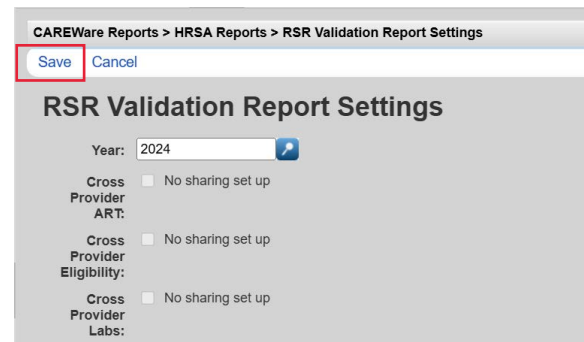 CAREWare Reports > HRSA Reports > RSR Validation Report Settings
Save Cancel
RSR Validation Report Settings
Year: 2024
Cross Provider ART: No sharing set up
Cross Provider Eligibility: No sharing set up
Cross Provider Labs: No sharing set up